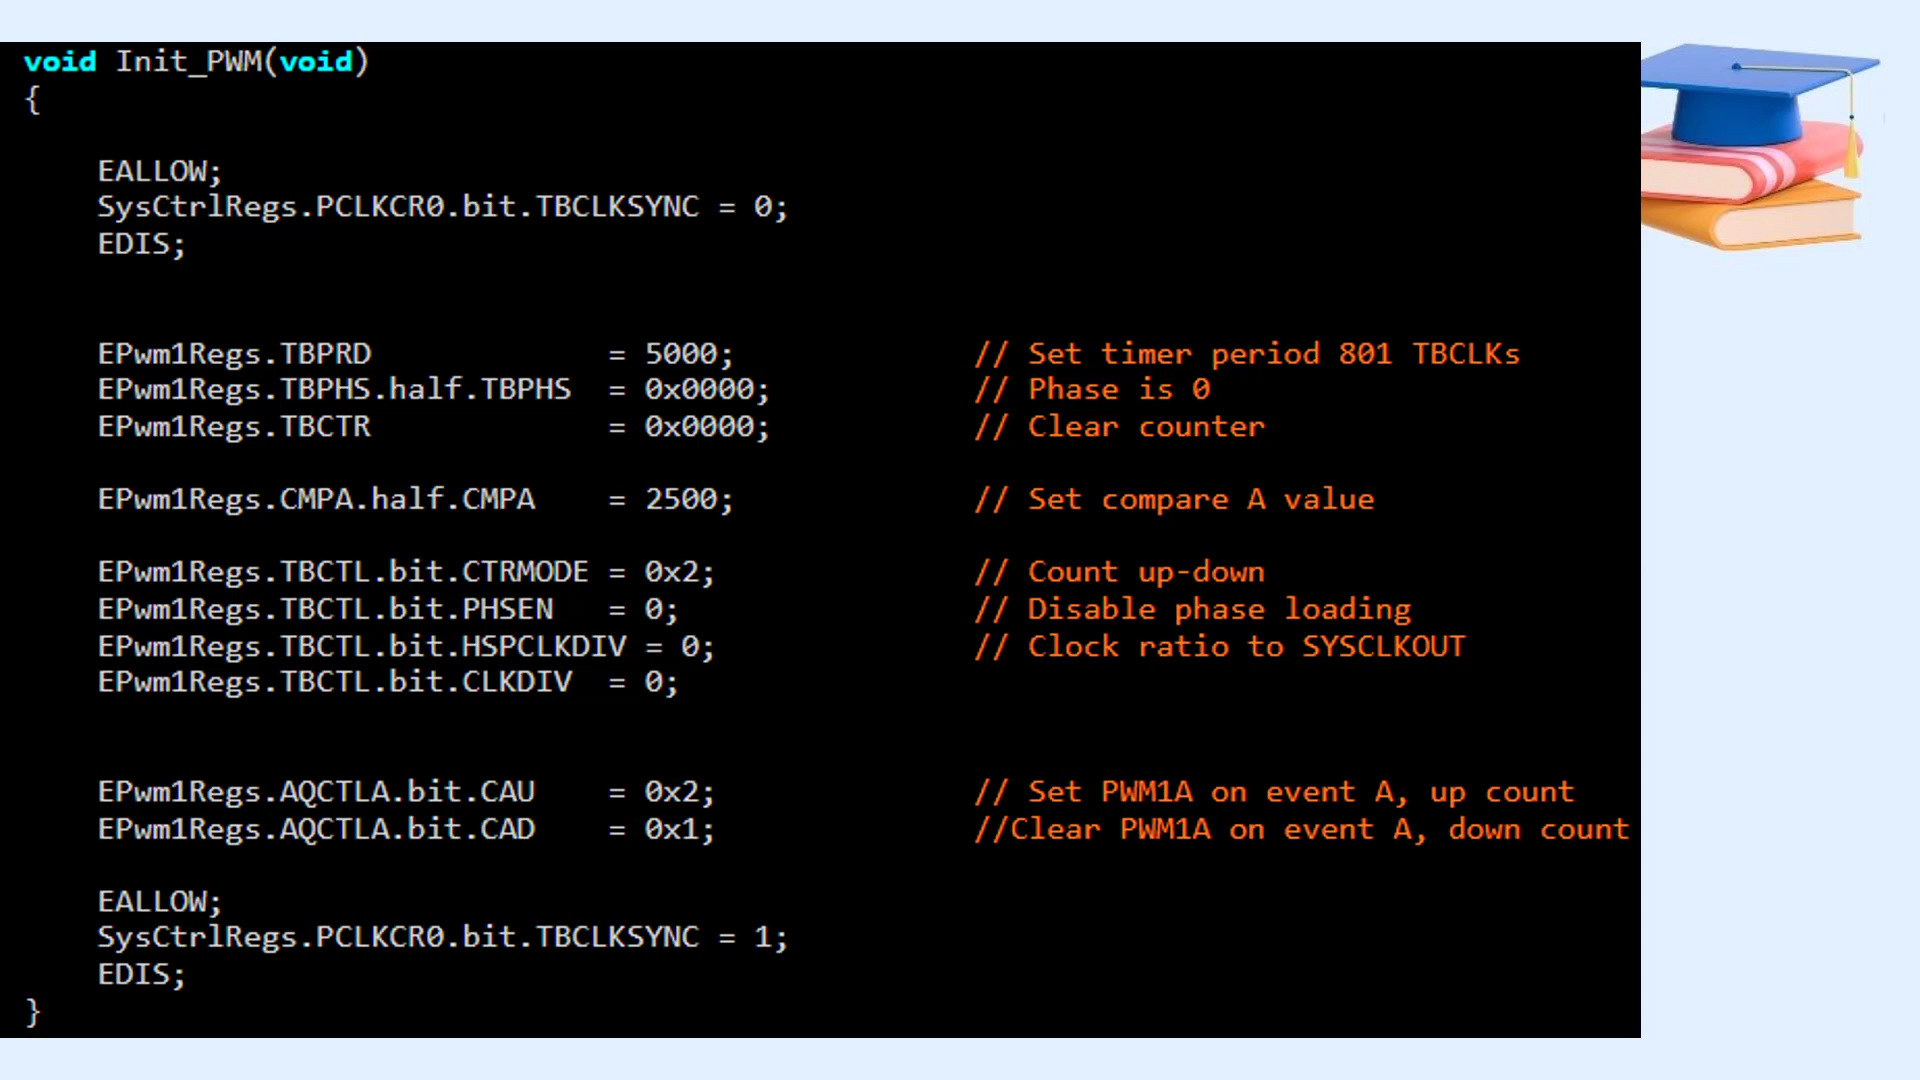 void Init_PWM(void)
{
EALLOW;
SysCtrlRegs.PCLKCR0.bit.TBCLKSYNC = 0;
EDIS;
EPwm1Regs.TBPRD = 5000; // Set timer period 801 TBCLKs
EPwm1Regs.TBPHS.half.TBPHS = 0x0000; // Phase is 0
EPwm1Regs.TBCTR = 0x0000; // Clear counter
EPwm1Regs.CMPA.half.CMPA = 2500; // Set compare A value
EPwm1Regs.TBCTL.bit.CTRMODE = 0x2; // Count up-down
EPwm1Regs.TBCTL.bit.PHSEN = 0; // Disable phase loading
EPwm1Regs.TBCTL.bit.HSPCLKDIV = 0; // Clock ratio to SYSCLKOUT
EPwm1Regs.TBCTL.bit.CLKDIV = 0;
EPwm1Regs.AQCTLA.bit.CAU = 0x2; // Set PWM1A on event A, up count
EPwm1Regs.AQCTLA.bit.CAD = 0x1; //Clear PWM1A on event A, down count
EALLOW;
SysCtrlRegs.PCLKCR0.bit.TBCLKSYNC = 1;
EDIS;
}